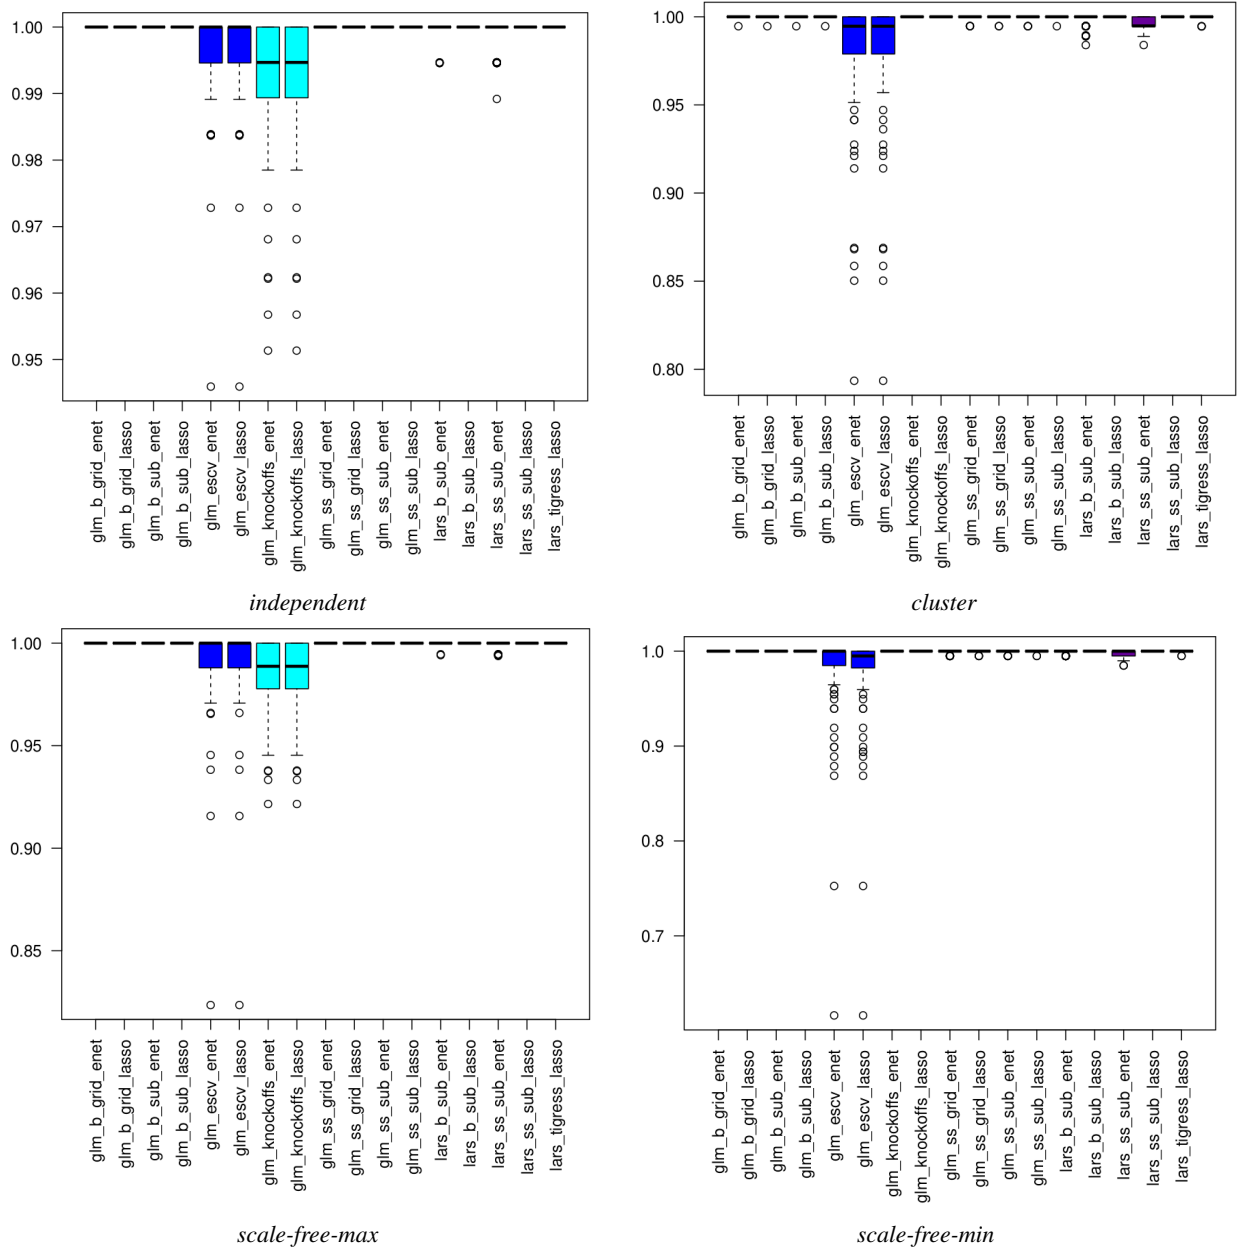 1.00
0.99
0.98
0.97
0.96
0.95
glm_b_grid_enet
glm_b_grid_lasso
glm_b_sub_enet
glm_b_sub_lasso
glm_escv_enet
glm_escv_lasso
glm_knockoffs_enet
glm_knockoffs_lasso
glm_ss_grid_enet
glm_ss_grid_lasso
glm_ss_sub_enet
glm_ss_sub_lasso
lars_b_sub_enet
lars_b_sub_lasso
lars_ss_sub_enet
lars_ss_sub_lasso
lars_tigress_lasso
independent
1.00
0.95
0.90
0.85
0.80
glm_b_grid_enet
glm_b_grid_lasso
glm_b_sub_enet
glm_b_sub_lasso
glm_escv_enet
glm_escv_lasso
glm_knockoffs_enet
glm_knockoffs_lasso
glm_ss_grid_enet
glm_ss_grid_lasso
glm_ss_sub_enet
glm_ss_sub_lasso
lars_b_sub_enet
lars_b_sub_lasso
lars_ss_sub_enet
lars_ss_sub_lasso
lars_tigress_lasso
cluster
1.00
0.95
0.90
0.85
glm_b_grid_enet
glm_b_grid_lasso
glm_b_sub_enet
glm_b_sub_lasso
glm_escv_enet
glm_escv_lasso
glm_knockoffs_enet
glm_knockoffs_lasso
glm_ss_grid_enet
glm_ss_grid_lasso
glm_ss_sub_enet
glm_ss_sub_lasso
lars_b_sub_enet
lars_b_sub_lasso
lars_ss_sub_enet
lars_ss_sub_lasso
lars_tigress_lasso
scale-free-max
1.0
0.9
0.8
0.7
glm_b_grid_enet
glm_b_grid_lasso
glm_b_sub_enet
glm_b_sub_lasso
glm_escv_enet
glm_escv_lasso
glm_knockoffs_enet
glm_knockoffs_lasso
glm_ss_grid_enet
glm_ss_grid_lasso
glm_ss_sub_enet
glm_ss_sub_lasso
lars_b_sub_enet
lars_b_sub_lasso
lars_ss_sub_enet
lars_ss_sub_lasso
lars_tigress_lasso
scale-free-min